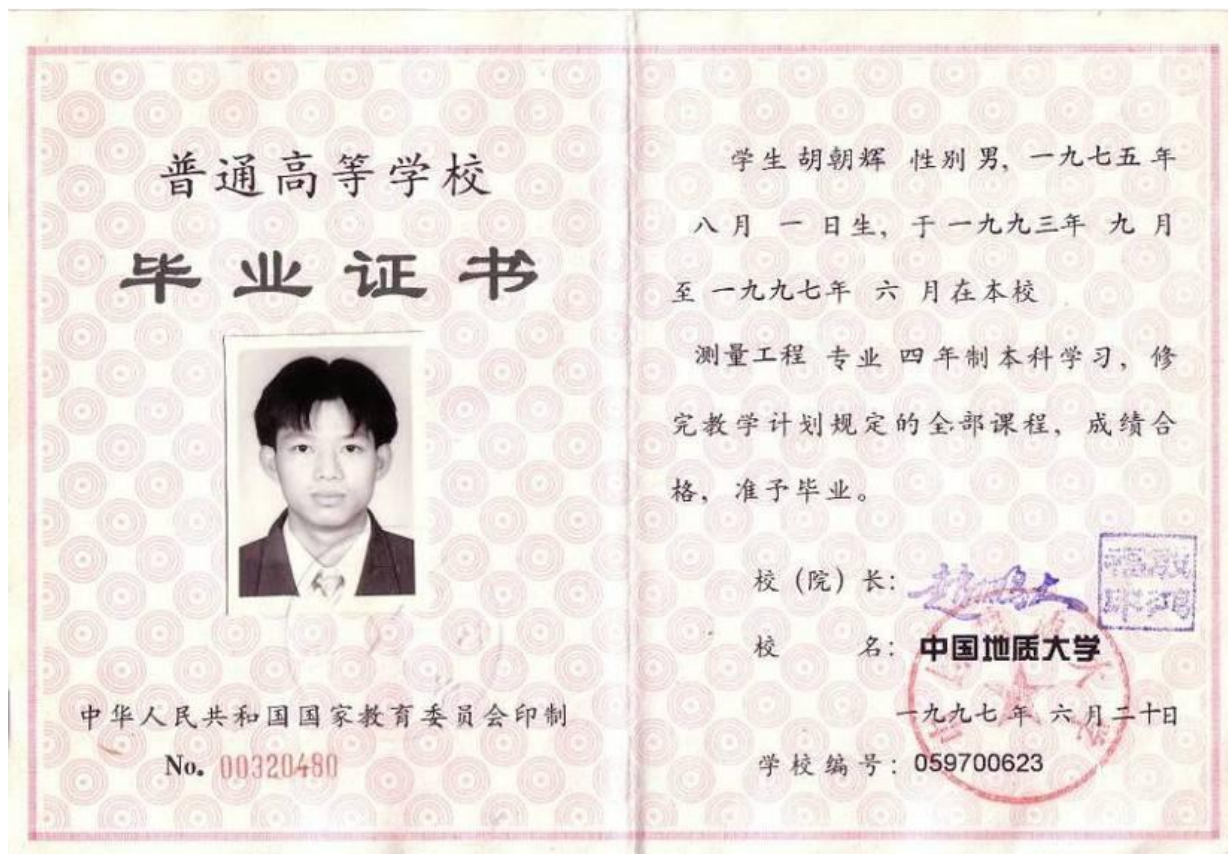 普通高等学校
毕业证书
中华人民共和国国家教育委员会印制
No. 00320480
学生 胡朝辉 性别 男, 一九七五年
八月 一 日生, 于一九九三年 九 月
至 一九九七年 六 月在本校
测量工程 专业 四年制本科学习, 修
完教学计划规定的全部课程, 成绩合
格, 准予毕业。
校(院)长: 赵鹏大
校 名: 中国地质大学
一九九七年 六月二十日
学校编号: 059700623